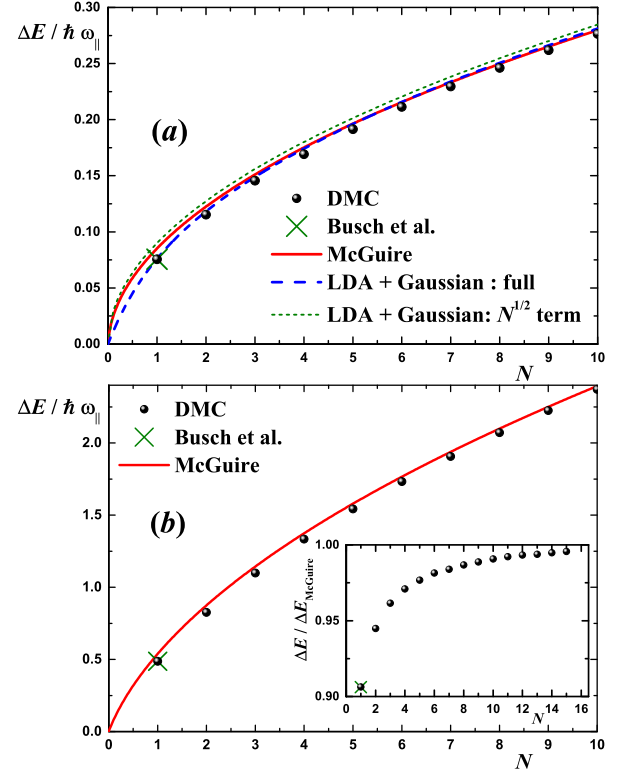 0.30
ΔE / ħ ω||
0.25
0.20
(a)
0.15
DMC
Busch et al.
0.10
McGuire
LDA + Gaussian : full
0.05
LDA + Gaussian: N^1/2 term
0.00
0 1 2 3 4 5 6 7 8 9 10
N
ΔE / ħ ω||
DMC
2.0
Busch et al.
McGuire
1.5
(b)
1.00
1.0
ΔE / ΔE_McGuire
0.95
0.5
0.90
0 2 4 6 8 10 12 14 16
N
0.0
0 1 2 3 4 5 6 7 8 9 10
N